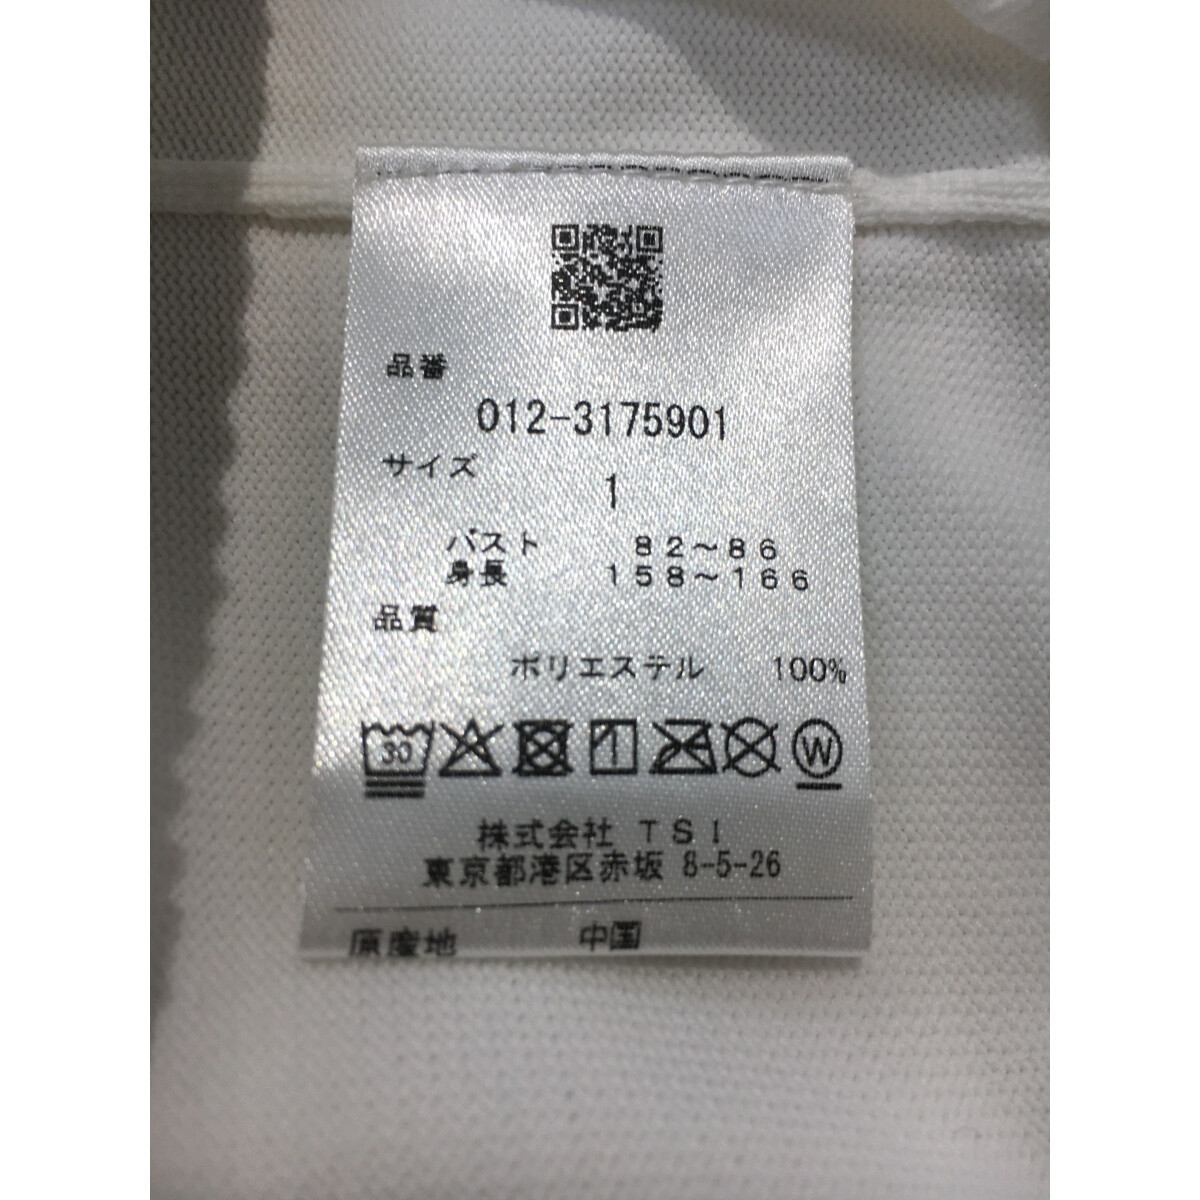 品番
012-3175901
サイズ
1
バスト 82～86
身長 158～166
品質
ポリエステル 100%
30 1 W
株式会社 TSI
東京都港区赤坂 8-5-26
原産地 中国